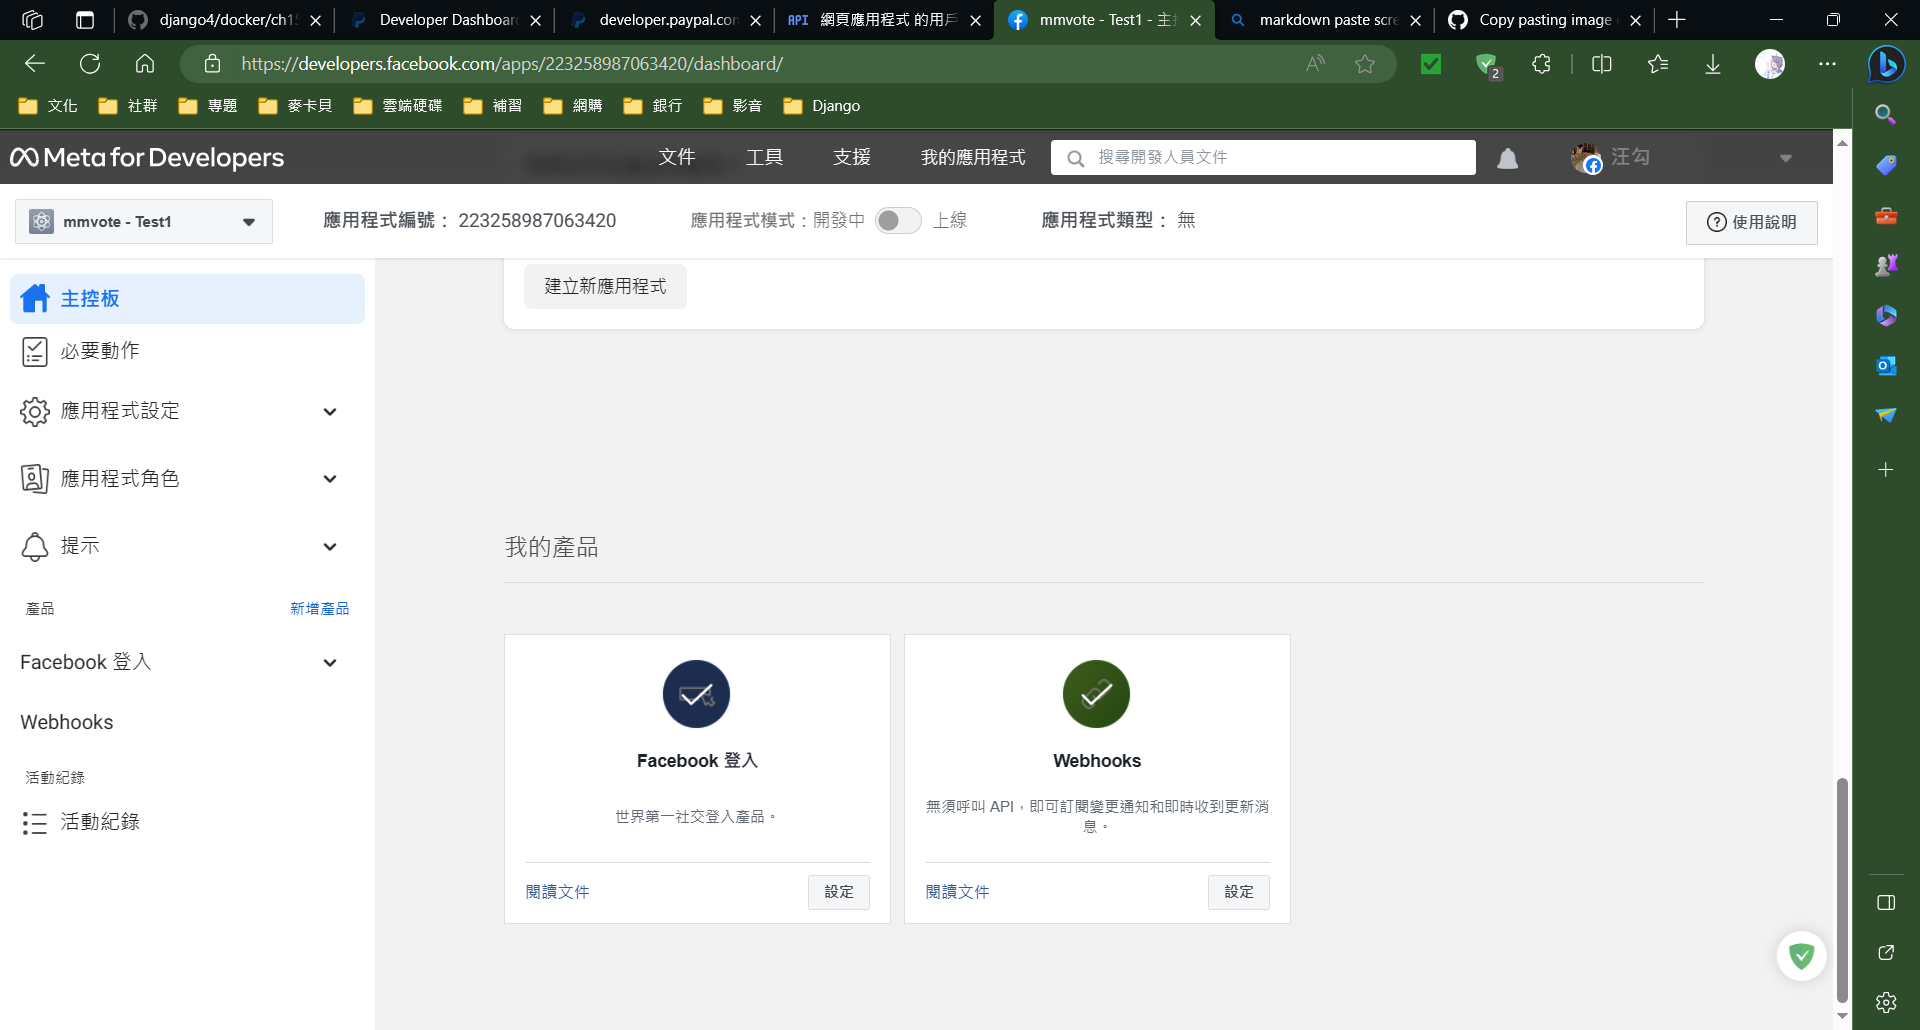 django4/docker/ch1
Developer Dashboar
developer.paypal.con
API 網頁應用程式 的用戶
mmvote - Test1 - 主
markdown paste scre
Copy pasting image
https://developers.facebook.com/apps/223258987063420/dashboard/
2
文化
社群
專題
麥卡貝
雲端硬碟
補習
網購
銀行
影音
Django
Meta for Developers
文件
工具
支援
我的應用程式
搜尋開發人員文件
汪勾
mmvote - Test1
應用程式編號： 223258987063420
應用程式模式：開發中
上線
應用程式類型： 無
使用說明
主控板
必要動作
應用程式設定
應用程式角色
提示
產品
新增產品
Facebook 登入
Webhooks
活動紀錄
活動紀錄
建立新應用程式
我的產品
Facebook 登入
世界第一社交登入產品。
閱讀文件
設定
Webhooks
無須呼叫 API，即可訂閱變更通知和即時收到更新消
息。
閱讀文件
設定